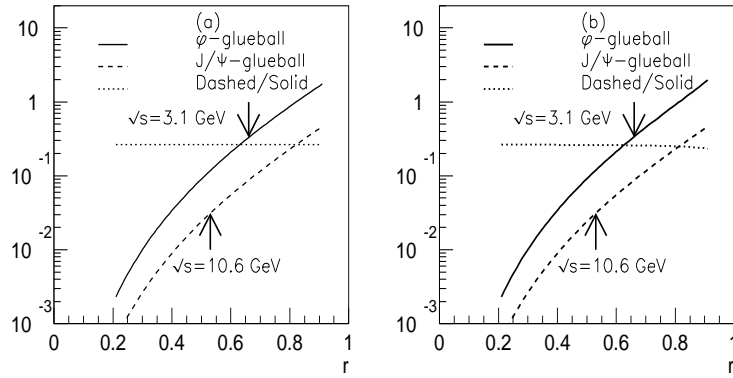 (a)
φ−glueball
J/Ψ−glueball
Dashed/Solid
√s=3.1 GeV
√s=10.6 GeV
10
1
10⁻¹
10⁻²
10⁻³
0 0.2 0.4 0.6 0.8 1
r
(b)
φ−glueball
J/Ψ−glueball
Dashed/Solid
√s=3.1 GeV
√s=10.6 GeV
10
1
10⁻¹
10⁻²
10⁻³
0 0.2 0.4 0.6 0.8 1
r